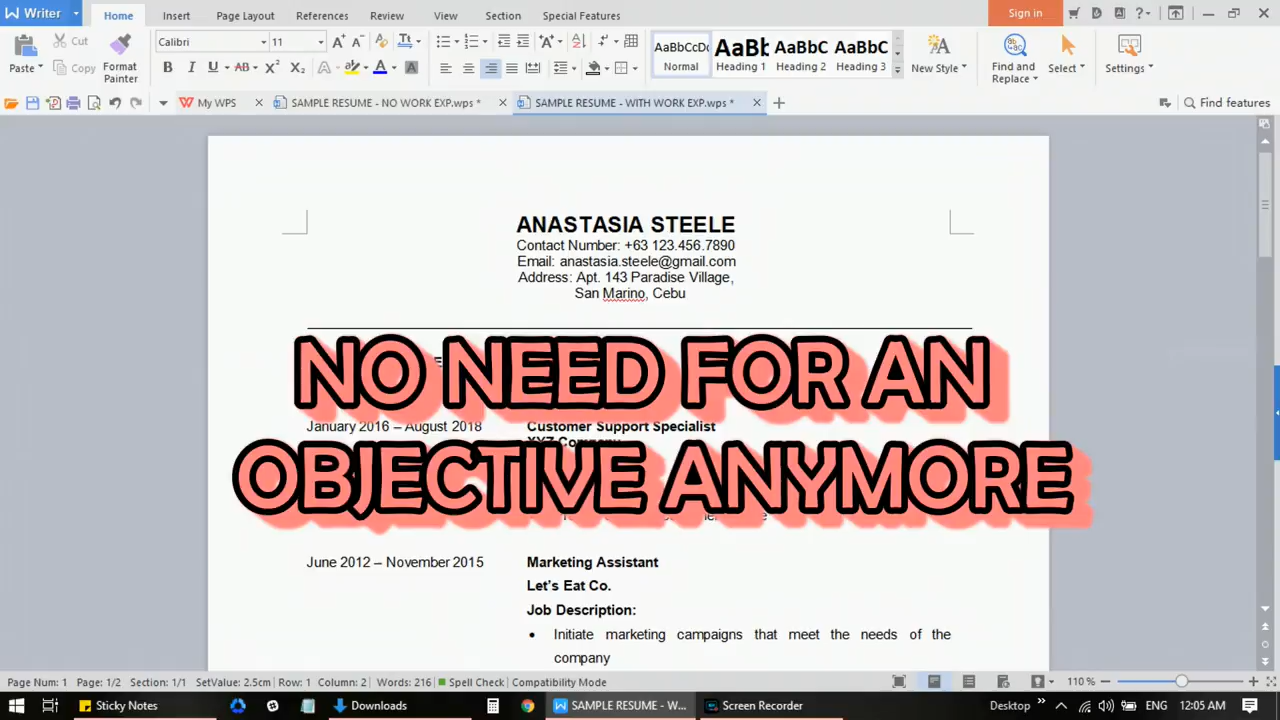 Writer
Home Insert Page Layout References Review View Section Special Features
Sign in
Paste Cut Copy Format Painter
Calibri 11
AaBbCcDc AaBb AaBbC AaBbC
Normal Heading 1 Heading 2 Heading 3
New Style Find and Replace Select Settings
My WPS SAMPLE RESUME - NO WORK EXP.wps * SAMPLE RESUME - WITH WORK EXP.wps * Find features
ANASTASIA STEELE
Contact Number: +63 123.456.7890
Email: anastasia.steele@gmail.com
Address: Apt. 143 Paradise Village,
San Marino, Cebu
NO NEED FOR AN
January 2016 – August 2018 Customer Support Specialist
XYZ Company
OBJECTIVE ANYMORE
June 2012 – November 2015 Marketing Assistant
Let's Eat Co.
Job Description:
• Initiate marketing campaigns that meet the needs of the
company
Page Num: 1 Page: 1/2 Section: 1/1 SetValue: 2.5cm Row: 1 Column: 2 Words: 216 Spell Check Compatibility Mode 110 %
Sticky Notes Downloads SAMPLE RESUME - W... Screen Recorder Desktop ENG 12:05 AM